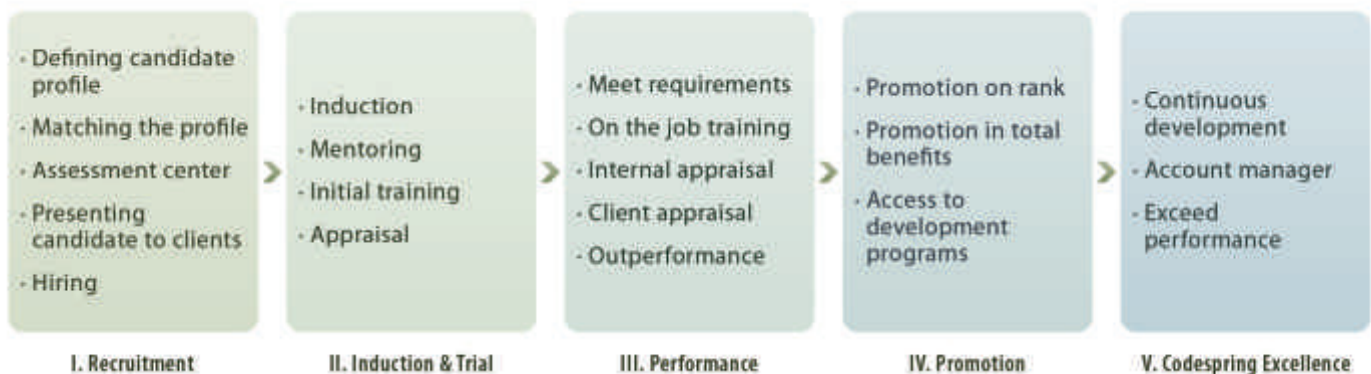 · Defining candidate
profile
· Matching the profile
· Assessment center
· Presenting
candidate to clients
· Hiring
I. Recruitment
· Induction
· Mentoring
· Initial training
· Appraisal
II. Induction & Trial
· Meet requirements
· On the job training
· Internal appraisal
· Client appraisal
· Outperformance
III. Performance
· Promotion on rank
· Promotion in total
benefits
· Access to
development
programs
IV. Promotion
· Continuous
development
· Account manager
· Exceed
performance
V. Codespring Excellence